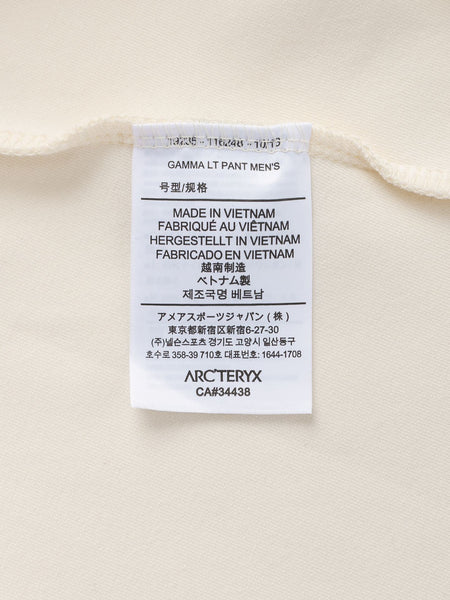 GAMMA LT PANT MEN'S
号型/规格
MADE IN VIETNAM
FABRIQUÉ AU VIÊTNAM
HERGESTELLT IN VIETNAM
FABRICADO EN VIETNAM
越南制造
ベトナム製
제조국명 베트남
アメアスポーツジャパン(株)
東京都新宿区新宿6-27-30
(주)넬슨스포츠 경기도 고양시 일산동구
호수로 358-39 710호 대표번호: 1644-1708
ARC'TERYX
CA#34438